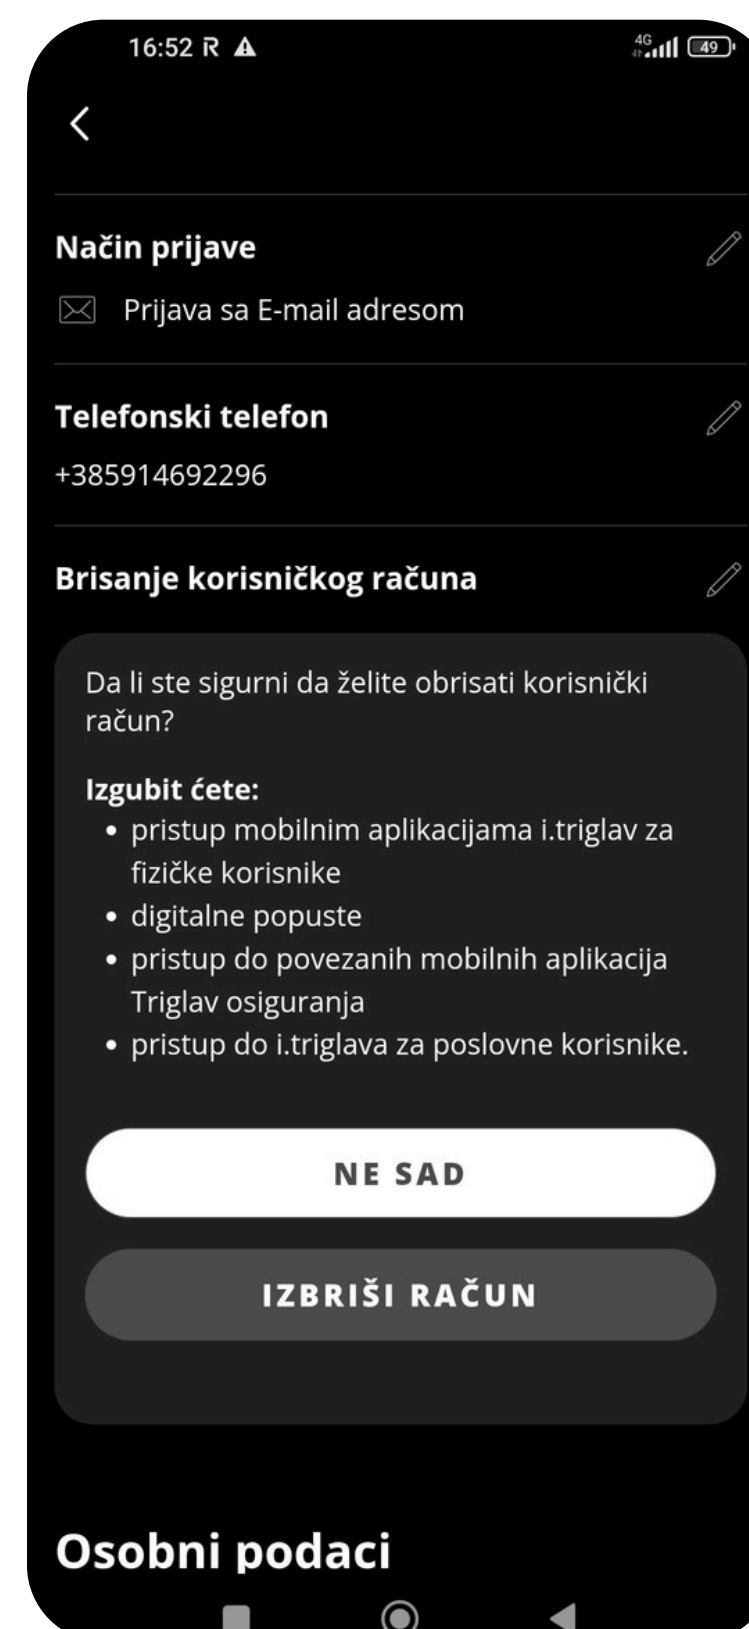 16:52 R
4G 49
Način prijave
Prijava sa E-mail adresom
Telefonski telefon
+385914692296
Brisanje korisničkog računa
Da li ste sigurni da želite obrisati korisnički
račun?
Izgubit ćete:
• pristup mobilnim aplikacijama i.triglav za
fizičke korisnike
• digitalne popuste
• pristup do povezanih mobilnih aplikacija
Triglav osiguranja
• pristup do i.triglava za poslovne korisnike.
NE SAD
IZBRIŠI RAČUN
Osobni podaci